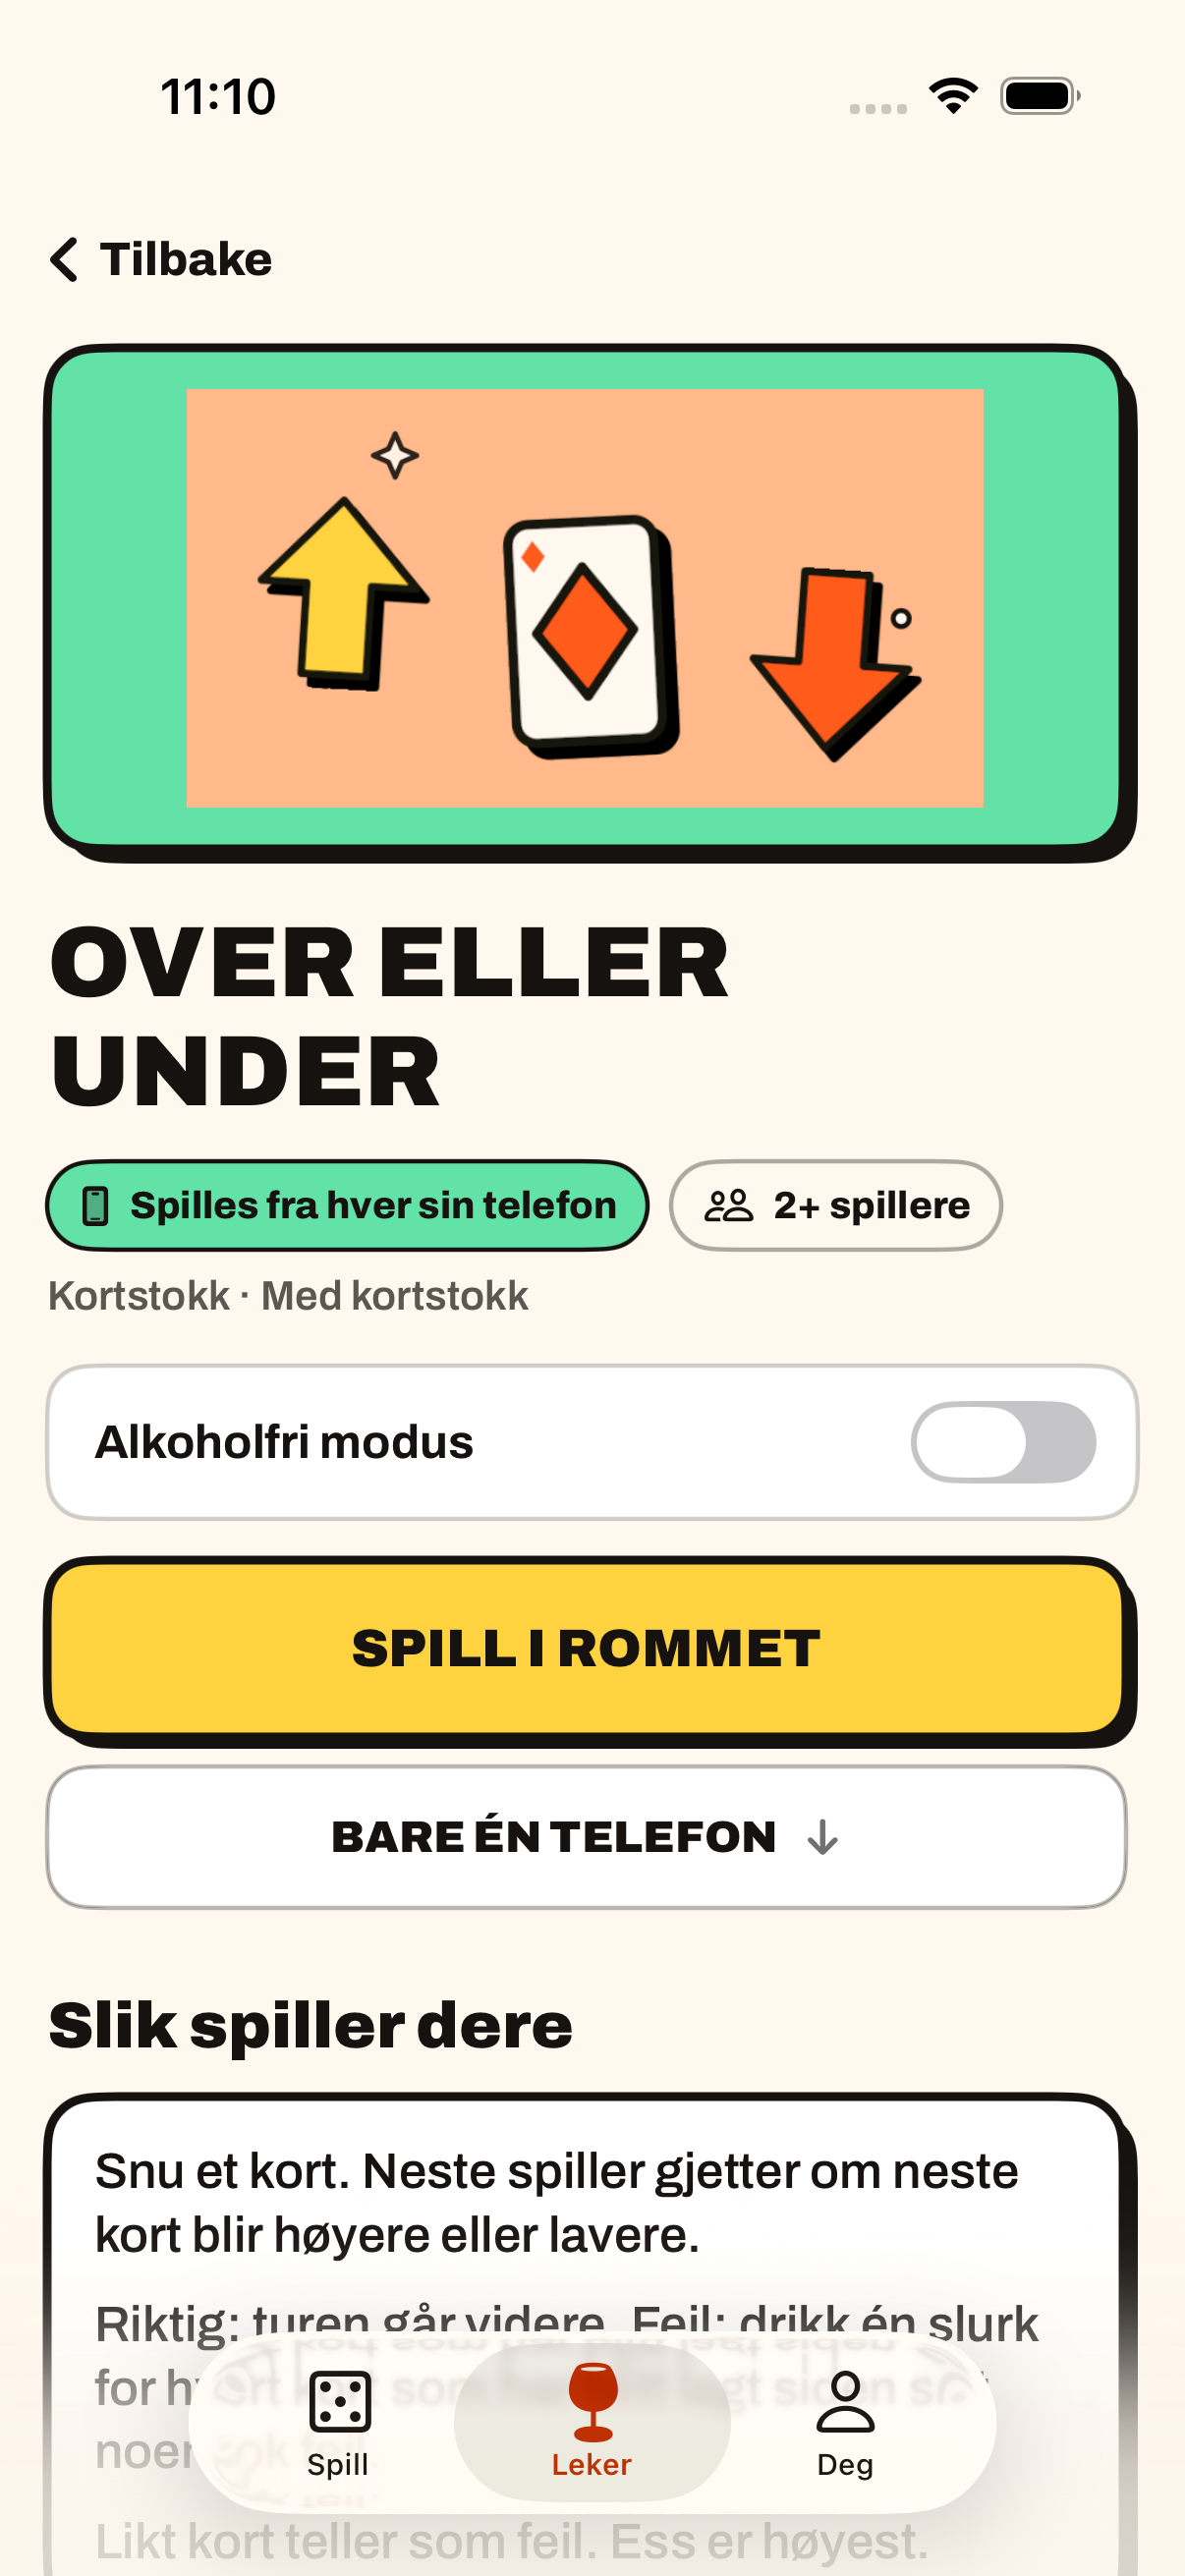 11:10
Tilbake
OVER ELLER
UNDER
Spilles fra hver sin telefon
2+ spillere
Kortstokk · Med kortstokk
Alkoholfri modus
SPILL I ROMMET
BARE ÉN TELEFON
Slik spiller dere
Snu et kort. Neste spiller gjetter om neste
kort blir høyere eller lavere.
Riktig: turen går videre. Feil: drikk én slurk
for
Likt kort teller som feil. Ess er høyest.
Spill
Leker
Deg